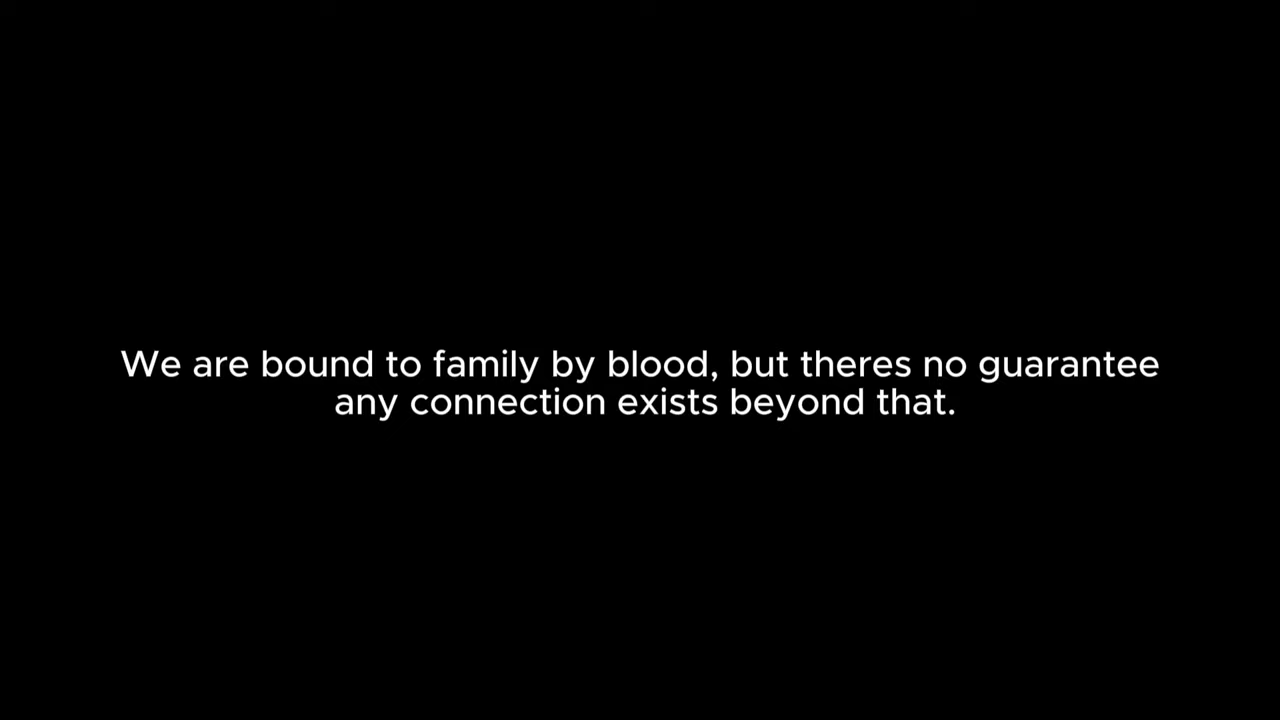 We are bound to family by blood, but theres no guarantee
any connection exists beyond that.